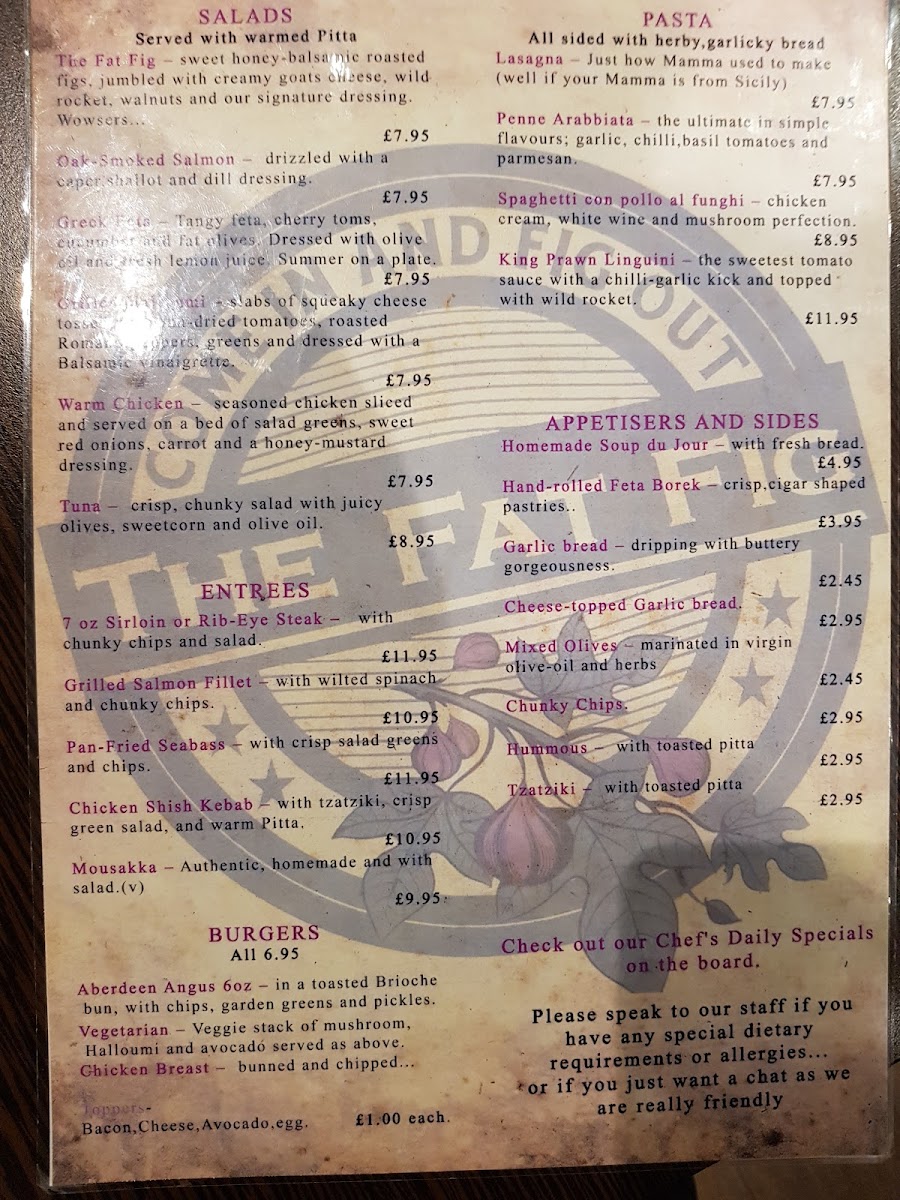 SALADS
Served with warmed Pitta
The Fat Fig – sweet honey-balsamic roasted
figs, jumbled with creamy goats cheese, wild
rocket, walnuts and our signature dressing.
Wowsers...
£7.95
Oak-Smoked Salmon – drizzled with a
caper, shallot and dill dressing.
£7.95
Greek Feta – Tangy feta, cherry toms,
cucumber and fat olives. Dressed with olive
oil and fresh lemon juice. Summer on a plate.
£7.95
– slabs of squeaky cheese
dried tomatoes, roasted
greens and dressed with a
Balsamic vinaigrette.
£7.95
Warm Chicken – seasoned chicken sliced
and served on a bed of salad greens, sweet
red onions, carrot and a honey-mustard
dressing.
£7.95
Tuna – crisp, chunky salad with juicy
olives, sweetcorn and olive oil.
£8.95
ENTREES
7 oz Sirloin or Rib-Eye Steak – with
chunky chips and salad.
£11.95
Grilled Salmon Fillet – with wilted spinach
and chunky chips.
£10.95
Pan-Fried Seabass – with crisp salad greens
and chips.
£11.95
Chicken Shish Kebab – with tzatziki, crisp
green salad, and warm Pitta.
£10.95
Mousakka – Authentic, homemade and with
salad.(v)
£9.95
BURGERS
All 6.95
Aberdeen Angus 6oz – in a toasted Brioche
bun, with chips, garden greens and pickles.
Vegetarian – Veggie stack of mushroom,
Halloumi and avocado served as above.
Chicken Breast – bunned and chipped...
Toppers-
Bacon,Cheese,Avocado,egg. £1.00 each.
PASTA
All sided with herby,garlicky bread
Lasagna – Just how Mamma used to make
(well if your Mamma is from Sicily)
£7.95
Penne Arabbiata – the ultimate in simple
flavours; garlic, chilli,basil tomatoes and
parmesan.
£7.95
Spaghetti con pollo al funghi – chicken
cream, white wine and mushroom perfection.
£8.95
King Prawn Linguini – the sweetest tomato
sauce with a chilli-garlic kick and topped
with wild rocket.
£11.95
APPETISERS AND SIDES
Homemade Soup du Jour – with fresh bread.
£4.95
Hand-rolled Feta Borek – crisp,cigar shaped
pastries..
£3.95
Garlic bread – dripping with buttery
gorgeousness.
£2.45
Cheese-topped Garlic bread.
£2.95
Mixed Olives – marinated in virgin
olive-oil and herbs
£2.45
Chunky Chips.
£2.95
Hummous – with toasted pitta
£2.95
Tzatziki – with toasted pitta
£2.95
Check out our Chef's Daily Specials
on the board.
Please speak to our staff if you
have any special dietary
requirements or allergies...
or if you just want a chat as we
are really friendly
COME IN AND FIG OUT
THE FAT FIG